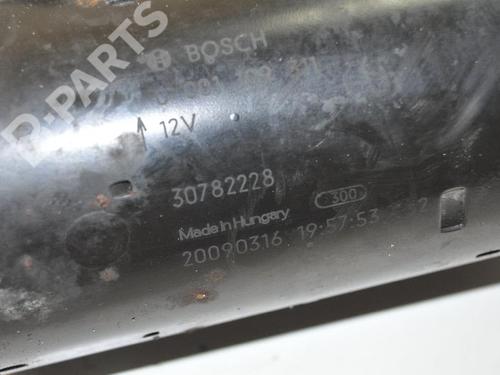 B-PARTS
BOSCH
12V
30782228
300
Made in Hungary
20090316 19:57:53